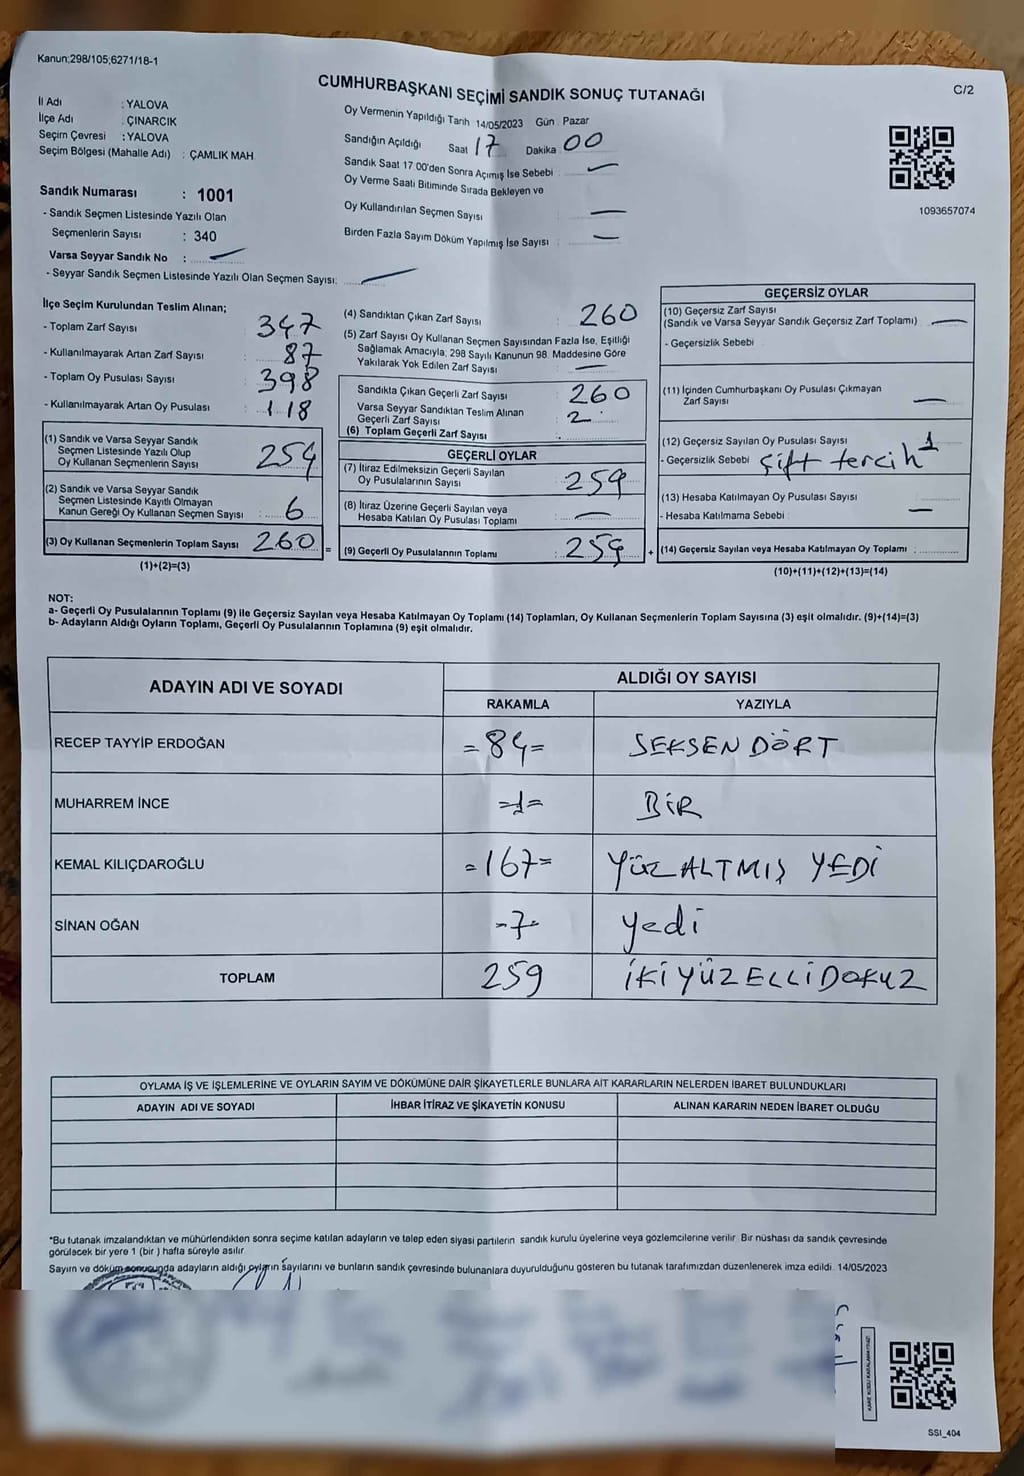 Kanun:298/105;6271/18-1
CUMHURBAŞKANI SEÇİMİ SANDIK SONUÇ TUTANAĞI
C/2
İl Adı : YALOVA
İlçe Adı : ÇINARCIK
Seçim Çevresi : YALOVA
Seçim Bölgesi (Mahalle Adı) : ÇAMLIK MAH.
Sandık Numarası : 1001
- Sandık Seçmen Listesinde Yazılı Olan
Seçmenlerin Sayısı : 340
Varsa Seyyar Sandık No :
- Seyyar Sandık Seçmen Listesinde Yazılı Olan Seçmen Sayısı:
Oy Vermenin Yapıldığı Tarih 14/05/2023 Gün : Pazar
Sandığın Açıldığı Saat 17 Dakika 00
Sandık Saat 17 00'den Sonra Açımış İse Sebebi :
Oy Verme Saati Bitiminde Sırada Bekleyen ve
Oy Kullandırılan Seçmen Sayısı
Birden Fazla Sayım Döküm Yapılmış İse Sayısı :
1093657074
İlçe Seçim Kurulundan Teslim Alınan;
- Toplam Zarf Sayısı : 347
- Kullanılmayarak Artan Zarf Sayısı : 87
- Toplam Oy Pusulası Sayısı : 398
- Kullanılmayarak Artan Oy Pusulası : 118
(1) Sandık ve Varsa Seyyar Sandık
Seçmen Listesinde Yazılı Olup
Oy Kullanan Seçmenlerin Sayısı : 254
(2) Sandık ve Varsa Seyyar Sandık
Seçmen Listesinde Kayıtlı Olmayan
Kanun Gereği Oy Kullanan Seçmen Sayısı : 6
(3) Oy Kullanan Seçmenlerin Toplam Sayısı : 260 =
(1)+(2)=(3)
(4) Sandıktan Çıkan Zarf Sayısı : 260
(5) Zarf Sayısı Oy Kullanan Seçmen Sayısından Fazla İse, Eşitliği
Sağlamak Amacıyla; 298 Sayılı Kanunun 98. Maddesine Göre
Yakılarak Yok Edilen Zarf Sayısı :
Sandıkta Çıkan Geçerli Zarf Sayısı : 260
Varsa Seyyar Sandıktan Teslim Alınan
Geçerli Zarf Sayısı :
(6) Toplam Geçerli Zarf Sayısı :
GEÇERLİ OYLAR
(7) İtiraz Edilmeksizin Geçerli Sayılan
Oy Pusulalarının Sayısı : 259
(8) İtiraz Üzerine Geçerli Sayılan veya
Hesaba Katılan Oy Pusulası Toplamı :
(9) Geçerli Oy Pusulalarının Toplamı : 259 +
GEÇERSİZ OYLAR
(10) Geçersiz Zarf Sayısı
(Sandık ve Varsa Seyyar Sandık Geçersiz Zarf Toplamı) :
- Geçersizlik Sebebi
(11) İçinden Cumhurbaşkanı Oy Pusulası Çıkmayan
Zarf Sayısı :
(12) Geçersiz Sayılan Oy Pusulası Sayısı : 1
- Geçersizlik Sebebi : çift tercih
(13) Hesaba Katılmayan Oy Pusulası Sayısı :
- Hesaba Katılmama Sebebi :
(14) Geçersiz Sayılan veya Hesaba Katılmayan Oy Toplamı :
(10)+(11)+(12)+(13)=(14)
NOT:
a- Geçerli Oy Pusulalarının Toplamı (9) ile Geçersiz Sayılan veya Hesaba Katılmayan Oy Toplamı (14) Toplamları, Oy Kullanan Seçmenlerin Toplam Sayısına (3) eşit olmalıdır. (9)+(14)=(3)
b- Adayların Aldığı Oyların Toplamı, Geçerli Oy Pusulalarının Toplamına (9) eşit olmalıdır.
ADAYIN ADI VE SOYADI
ALDIĞI OY SAYISI
RAKAMLA YAZIYLA
RECEP TAYYİP ERDOĞAN =84= SEKSEN DÖRT
MUHARREM İNCE =1= BİR
KEMAL KILIÇDAROĞLU =167= YÜZ ALTMIŞ YEDİ
SİNAN OĞAN -7- yedi
TOPLAM 259 İKİ YÜZ ELLİ DOKUZ
OYLAMA İŞ VE İŞLEMLERİNE VE OYLARIN SAYIM VE DÖKÜMÜNE DAİR ŞİKAYETLERLE BUNLARA AİT KARARLARIN NELERDEN İBARET BULUNDUKLARI
ADAYIN ADI VE SOYADI İHBAR İTİRAZ VE ŞİKAYETİN KONUSU ALINAN KARARIN NEDEN İBARET OLDUĞU
*Bu tutanak imzalandıktan ve mühürlendikten sonra seçime katılan adayların ve talep eden siyasi partilerin sandık kurulu üyelerine veya gözlemcilerine verilir. Bir nüshası da sandık çevresinde
görülecek bir yere 1 (bir ) hafta süreyle asılır.
Sayım ve döküm sonucunda adayların aldığı oyların sayılarını ve bunların sandık çevresinde bulunanlara duyurulduğunu gösteren bu tutanak tarafımızdan düzenlenerek imza edildi. 14/05/2023
SSI_404